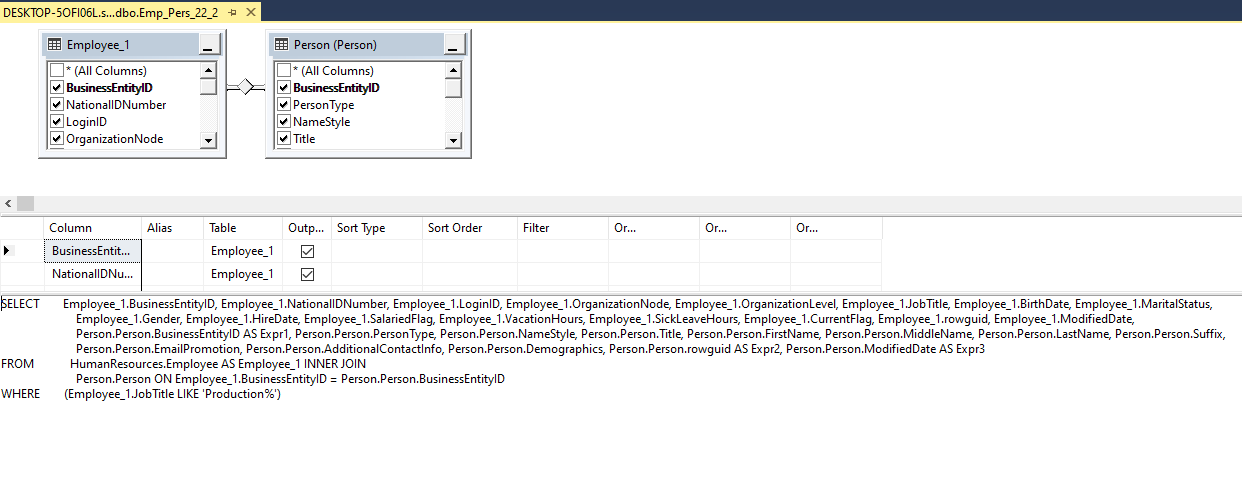 DESKTOP-5OFI06L.s...dbo.Emp_Pers_22_2
Employee_1
* (All Columns)
BusinessEntityID
NationalIDNumber
LoginID
OrganizationNode
Person (Person)
* (All Columns)
BusinessEntityID
PersonType
NameStyle
Title
Column Alias Table Outp... Sort Type Sort Order Filter Or... Or... Or...
BusinessEntit... Employee_1
NationalIDNu... Employee_1
SELECT Employee_1.BusinessEntityID, Employee_1.NationalIDNumber, Employee_1.LoginID, Employee_1.OrganizationNode, Employee_1.OrganizationLevel, Employee_1.JobTitle, Employee_1.BirthDate, Employee_1.MaritalStatus,
Employee_1.Gender, Employee_1.HireDate, Employee_1.SalariedFlag, Employee_1.VacationHours, Employee_1.SickLeaveHours, Employee_1.CurrentFlag, Employee_1.rowguid, Employee_1.ModifiedDate,
Person.Person.BusinessEntityID AS Expr1, Person.Person.PersonType, Person.Person.NameStyle, Person.Person.Title, Person.Person.FirstName, Person.Person.MiddleName, Person.Person.LastName, Person.Person.Suffix,
Person.Person.EmailPromotion, Person.Person.AdditionalContactInfo, Person.Person.Demographics, Person.Person.rowguid AS Expr2, Person.Person.ModifiedDate AS Expr3
FROM HumanResources.Employee AS Employee_1 INNER JOIN
Person.Person ON Employee_1.BusinessEntityID = Person.Person.BusinessEntityID
WHERE (Employee_1.JobTitle LIKE 'Production%')